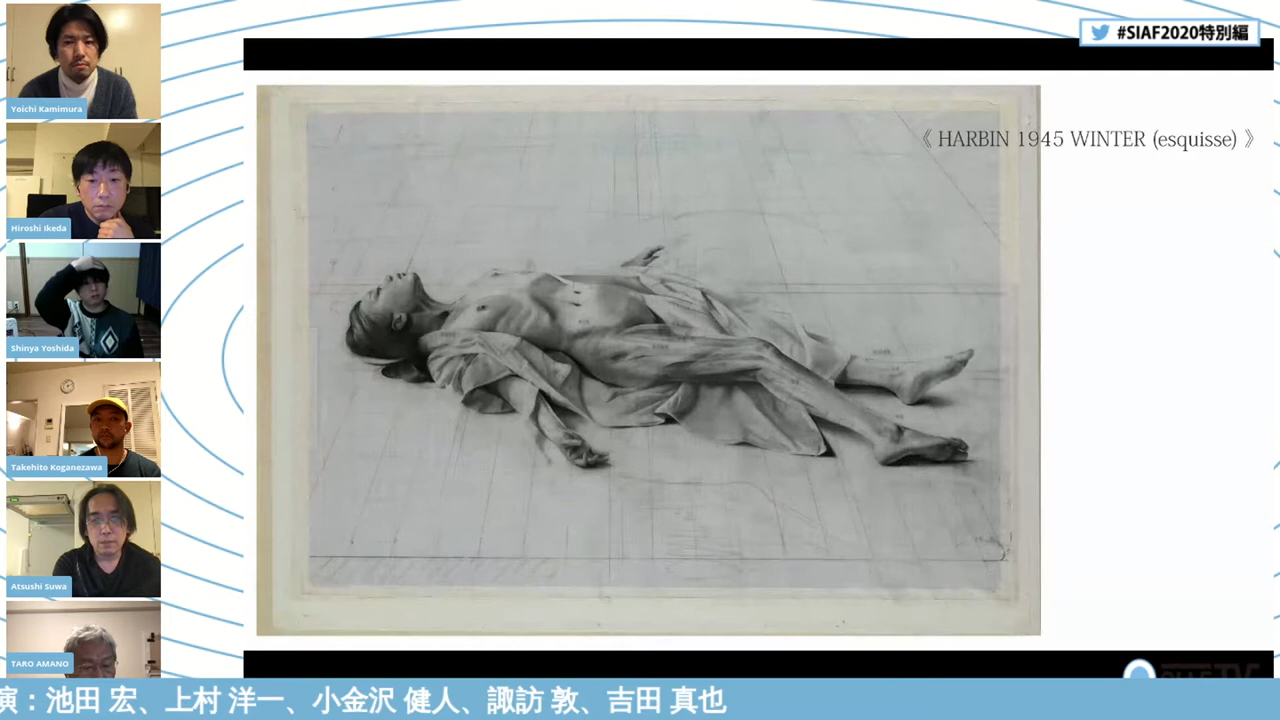 #SIAF2020特別編
《 HARBIN 1945 WINTER (esquisse) 》
Yoichi Kamimura
Hiroshi Ikeda
Shinya Yoshida
Takehito Koganezawa
Atsushi Suwa
TARO AMANO
演：池田 宏、上村 洋一、小金沢 健人、諏訪 敦、吉田 真也